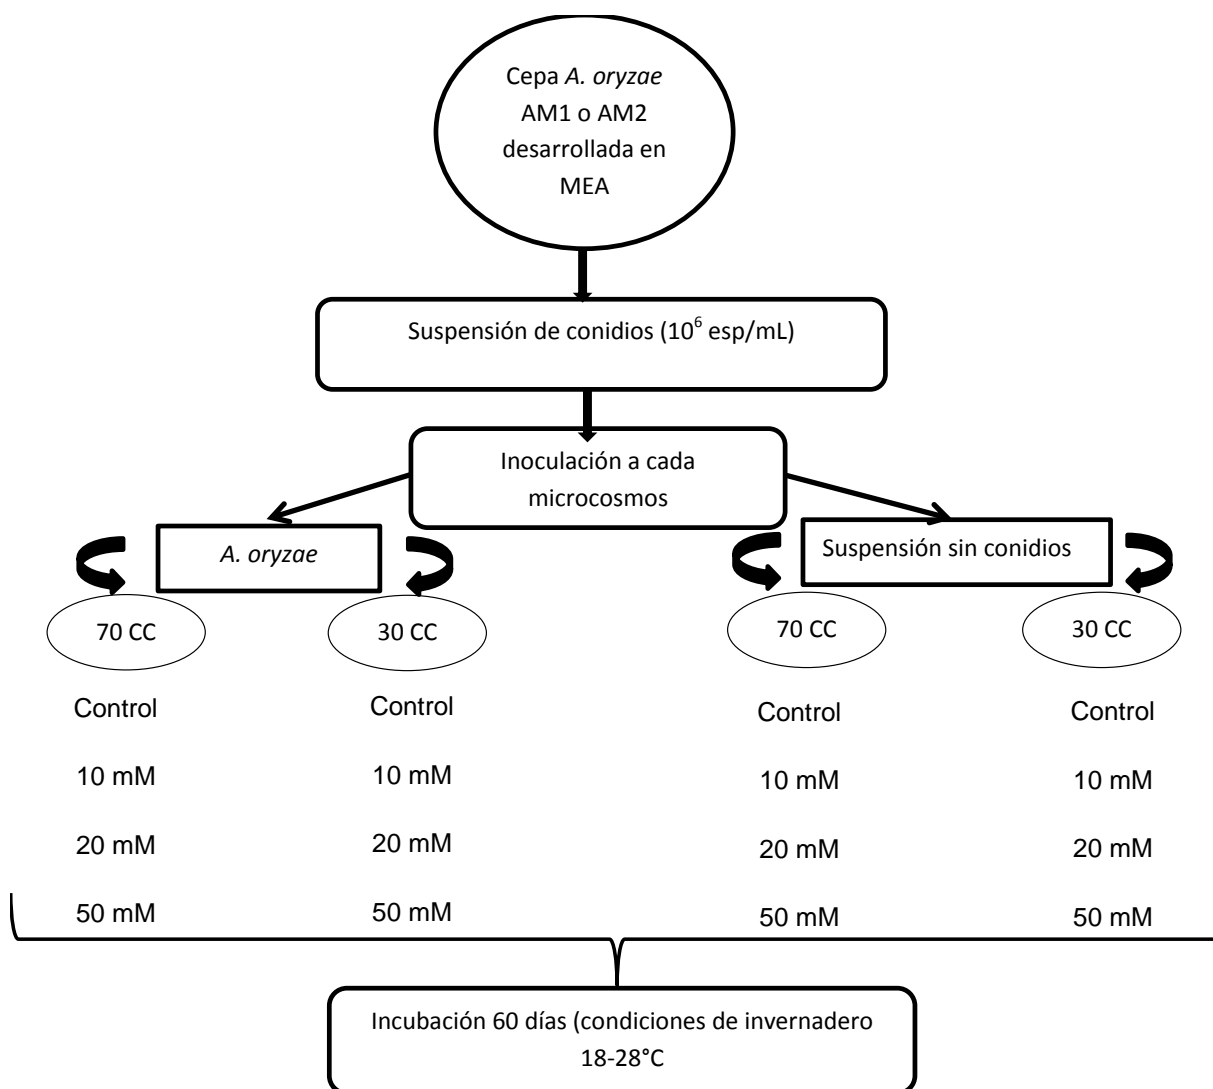 Cepa A. oryzae
AM1 o AM2
desarrollada en
MEA
Suspensión de conidios (10⁶ esp/mL)
Inoculación a cada
microcosmos
A. oryzae
Suspensión sin conidios
70 CC
30 CC
70 CC
30 CC
Control
Control
Control
Control
10 mM
10 mM
10 mM
10 mM
20 mM
20 mM
20 mM
20 mM
50 mM
50 mM
50 mM
50 mM
Incubación 60 días (condiciones de invernadero
18-28°C